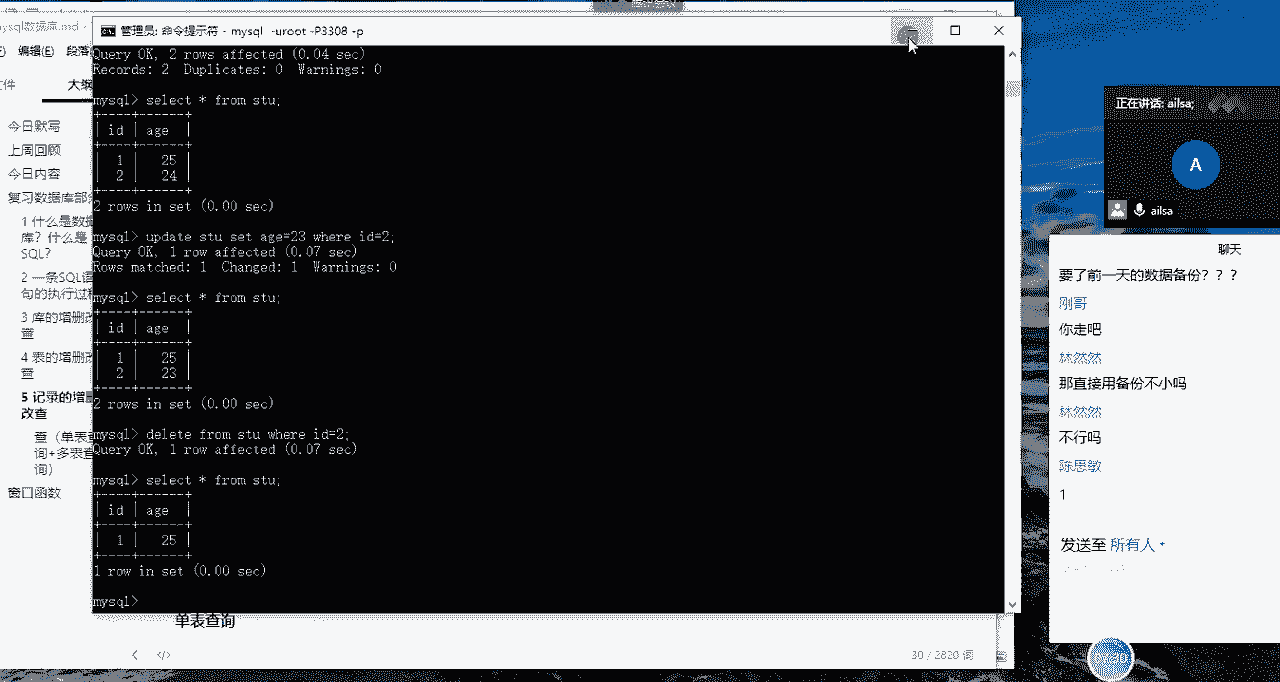 管理员: 命令提示符 - mysql -uroot -P3308 -p
Query OK, 2 rows affected (0.04 sec)
Records: 2 Duplicates: 0 Warnings: 0
mysql> select * from stu;
| id | age |
| 1 | 25 |
| 2 | 24 |
2 rows in set (0.00 sec)
mysql> update stu set age=23 where id=2;
Query OK, 1 row affected (0.07 sec)
Rows matched: 1 Changed: 1 Warnings: 0
mysql> select * from stu;
| id | age |
| 1 | 25 |
| 2 | 23 |
2 rows in set (0.00 sec)
mysql> delete from stu where id=2;
Query OK, 1 row affected (0.07 sec)
mysql> select * from stu;
| id | age |
| 1 | 25 |
1 row in set (0.00 sec)
mysql>
编辑(E) 段落
大纲
今日默写
上周回顾
今日内容
复习数据库部分
1 什么是数据
库？什么是
SQL？
2 一条SQL语
句的执行过程
3 库的增删改
查
4 表的增删改
查
5 记录的增删
改查
查（单表查
询+多表查
询）
窗口函数
单表查询
30 / 2820 词
正在讲话: ailsa;
A
ailsa
聊天
要了前一天的数据备份？？？
刚哥
你走吧
林然然
那直接用备份不小吗
林然然
不行吗
陈思敏
1
发送至 所有人